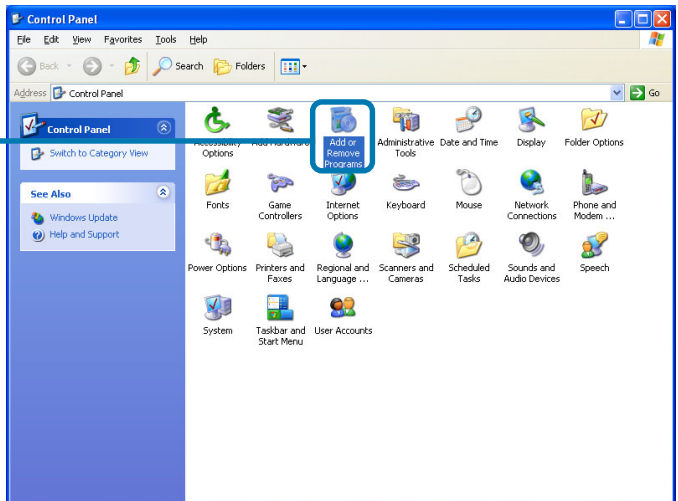 Control Panel
File Edit View Favorites Tools Help
Back Search Folders
Address Control Panel Go
Control Panel
Switch to Category View
See Also
Windows Update
Help and Support
Accessibility Options
Add Hardware
Add or Remove Programs
Administrative Tools
Date and Time
Display
Folder Options
Fonts
Game Controllers
Internet Options
Keyboard
Mouse
Network Connections
Phone and Modem ...
Power Options
Printers and Faxes
Regional and Language ...
Scanners and Cameras
Scheduled Tasks
Sounds and Audio Devices
Speech
System
Taskbar and Start Menu
User Accounts